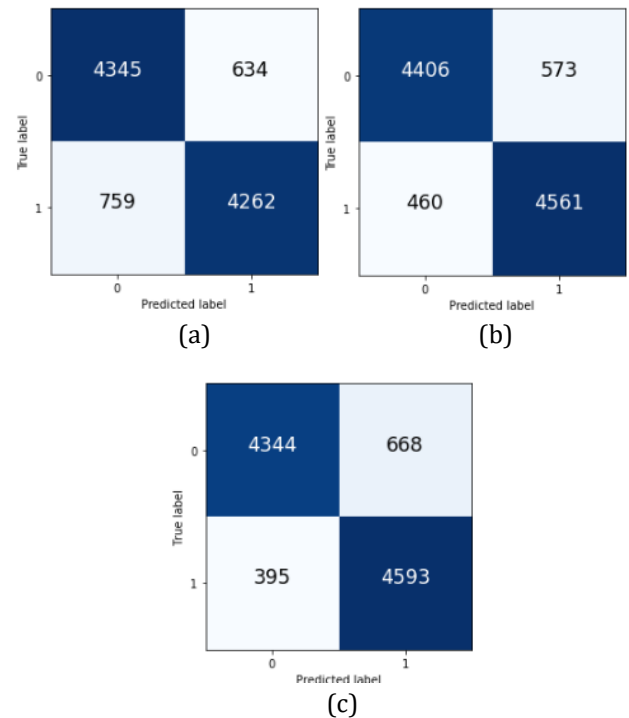 0
4345 634
True label
1
759 4262
0 1
Predicted label
(a)
0
4406 573
True label
1
460 4561
0 1
Predicted label
(b)
0
4344 668
True label
1
395 4593
0 1
Predicted label
(c)